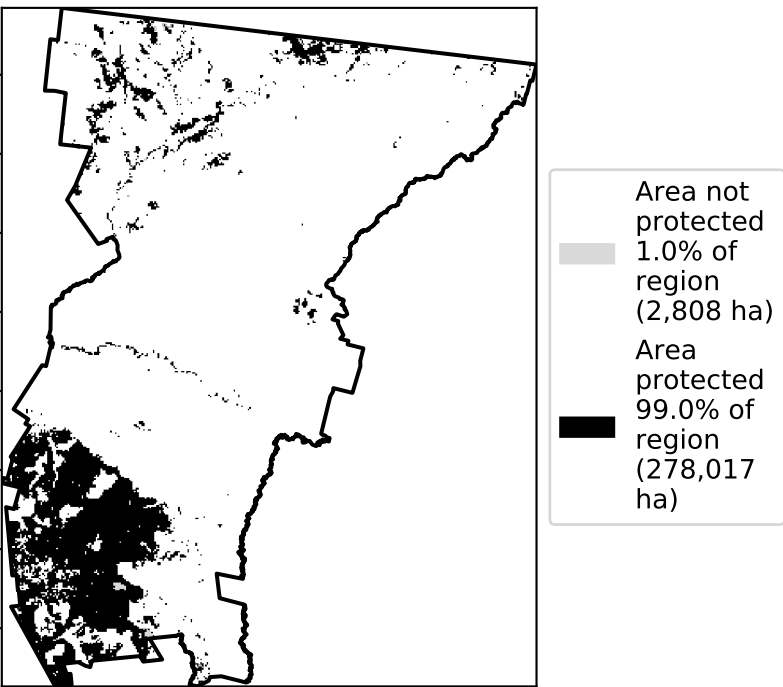 Area not
protected
1.0% of
region
(2,808 ha)
Area
protected
99.0% of
region
(278,017
ha)